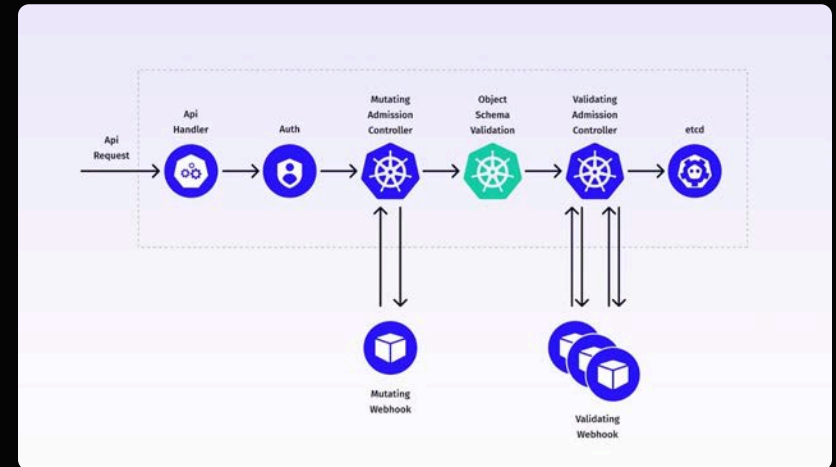 Api
Request
Api
Handler
Auth
Mutating
Admission
Controller
Object
Schema
Validation
Validating
Admission
Controller
etcd
Mutating
Webhook
Validating
Webhook